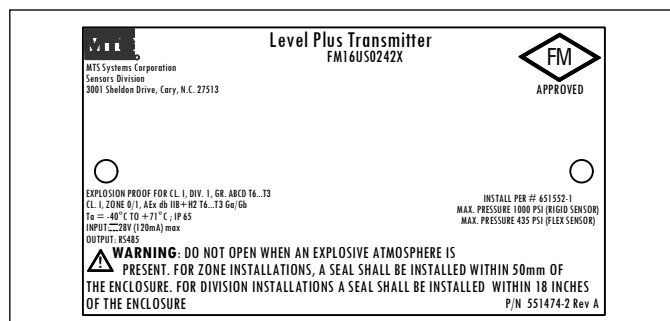 MTS
Level Plus Transmitter
FM16US0242X
FM
APPROVED
MTS Systems Corporation
Sensors Division
3001 Sheldon Drive, Cary, N.C. 27513
EXPLOSION PROOF FOR CL. I, DIV. 1, GR. ABCD T6...T3
CL. I, ZONE 0/1, AEx db IIB+H2 T6...T3 Ga/Gb
Ta = -40°C TO +71°C ; IP 65
INPUT:⎓28V (120mA) max
OUTPUT: RS485
INSTALL PER # 651552-1
MAX. PRESSURE 1000 PSI (RIGID SENSOR)
MAX. PRESSURE 435 PSI (FLEX SENSOR)
WARNING: DO NOT OPEN WHEN AN EXPLOSIVE ATMOSPHERE IS
PRESENT. FOR ZONE INSTALLATIONS, A SEAL SHALL BE INSTALLED WITHIN 50mm OF
THE ENCLOSURE. FOR DIVISION INSTALLATIONS A SEAL SHALL BE INSTALLED WITHIN 18 INCHES
OF THE ENCLOSURE
P/N 551474-2 Rev A